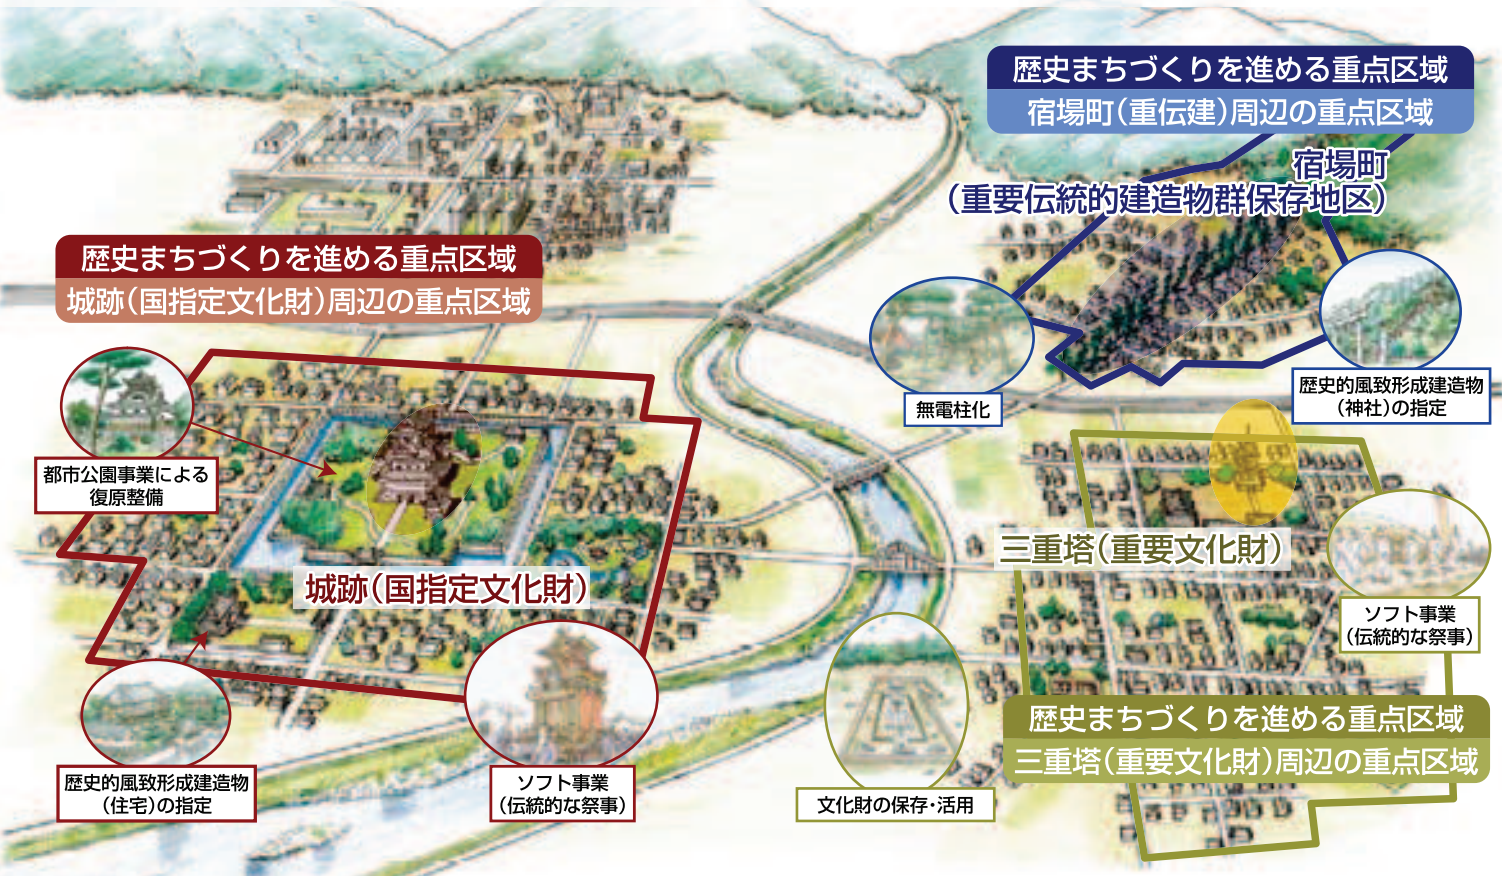 歴史まちづくりを進める重点区域
宿場町(重伝建)周辺の重点区域
宿場町
(重要伝統的建造物群保存地区)
歴史まちづくりを進める重点区域
城跡(国指定文化財)周辺の重点区域
無電柱化
歴史的風致形成建造物
(神社)の指定
都市公園事業による
復原整備
三重塔(重要文化財)
城跡(国指定文化財)
ソフト事業
(伝統的な祭事)
歴史まちづくりを進める重点区域
三重塔(重要文化財)周辺の重点区域
歴史的風致形成建造物
(住宅)の指定
ソフト事業
(伝統的な祭事)
文化財の保存・活用